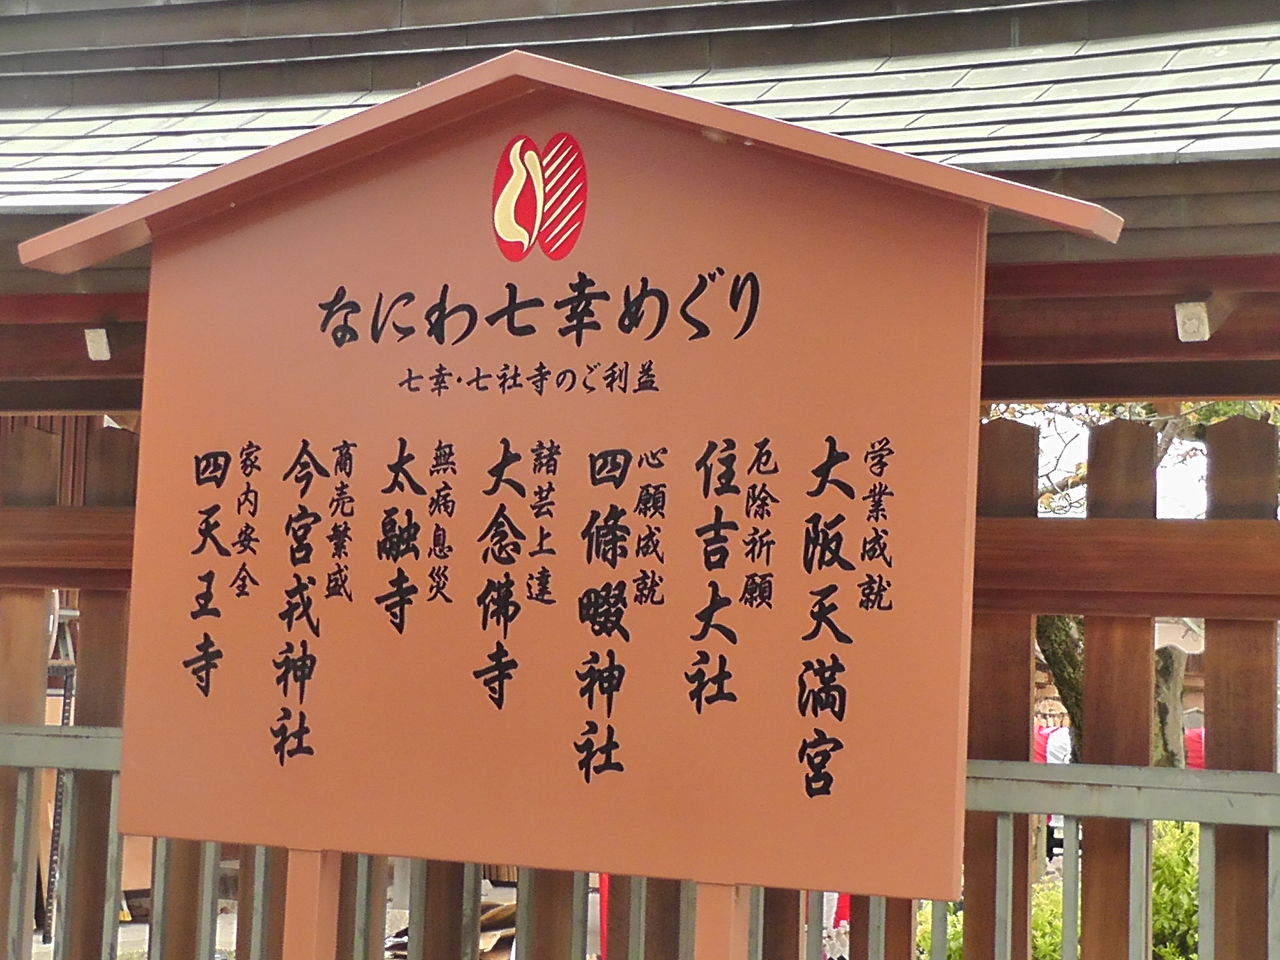 なにわ七幸めぐり
七幸・七社寺のご利益
学業成就
大阪天満宮
厄除祈願
住吉大社
心願成就
四條畷神社
諸芸上達
大念佛寺
無病息災
太融寺
商売繁盛
今宮戎神社
家内安全
四天王寺